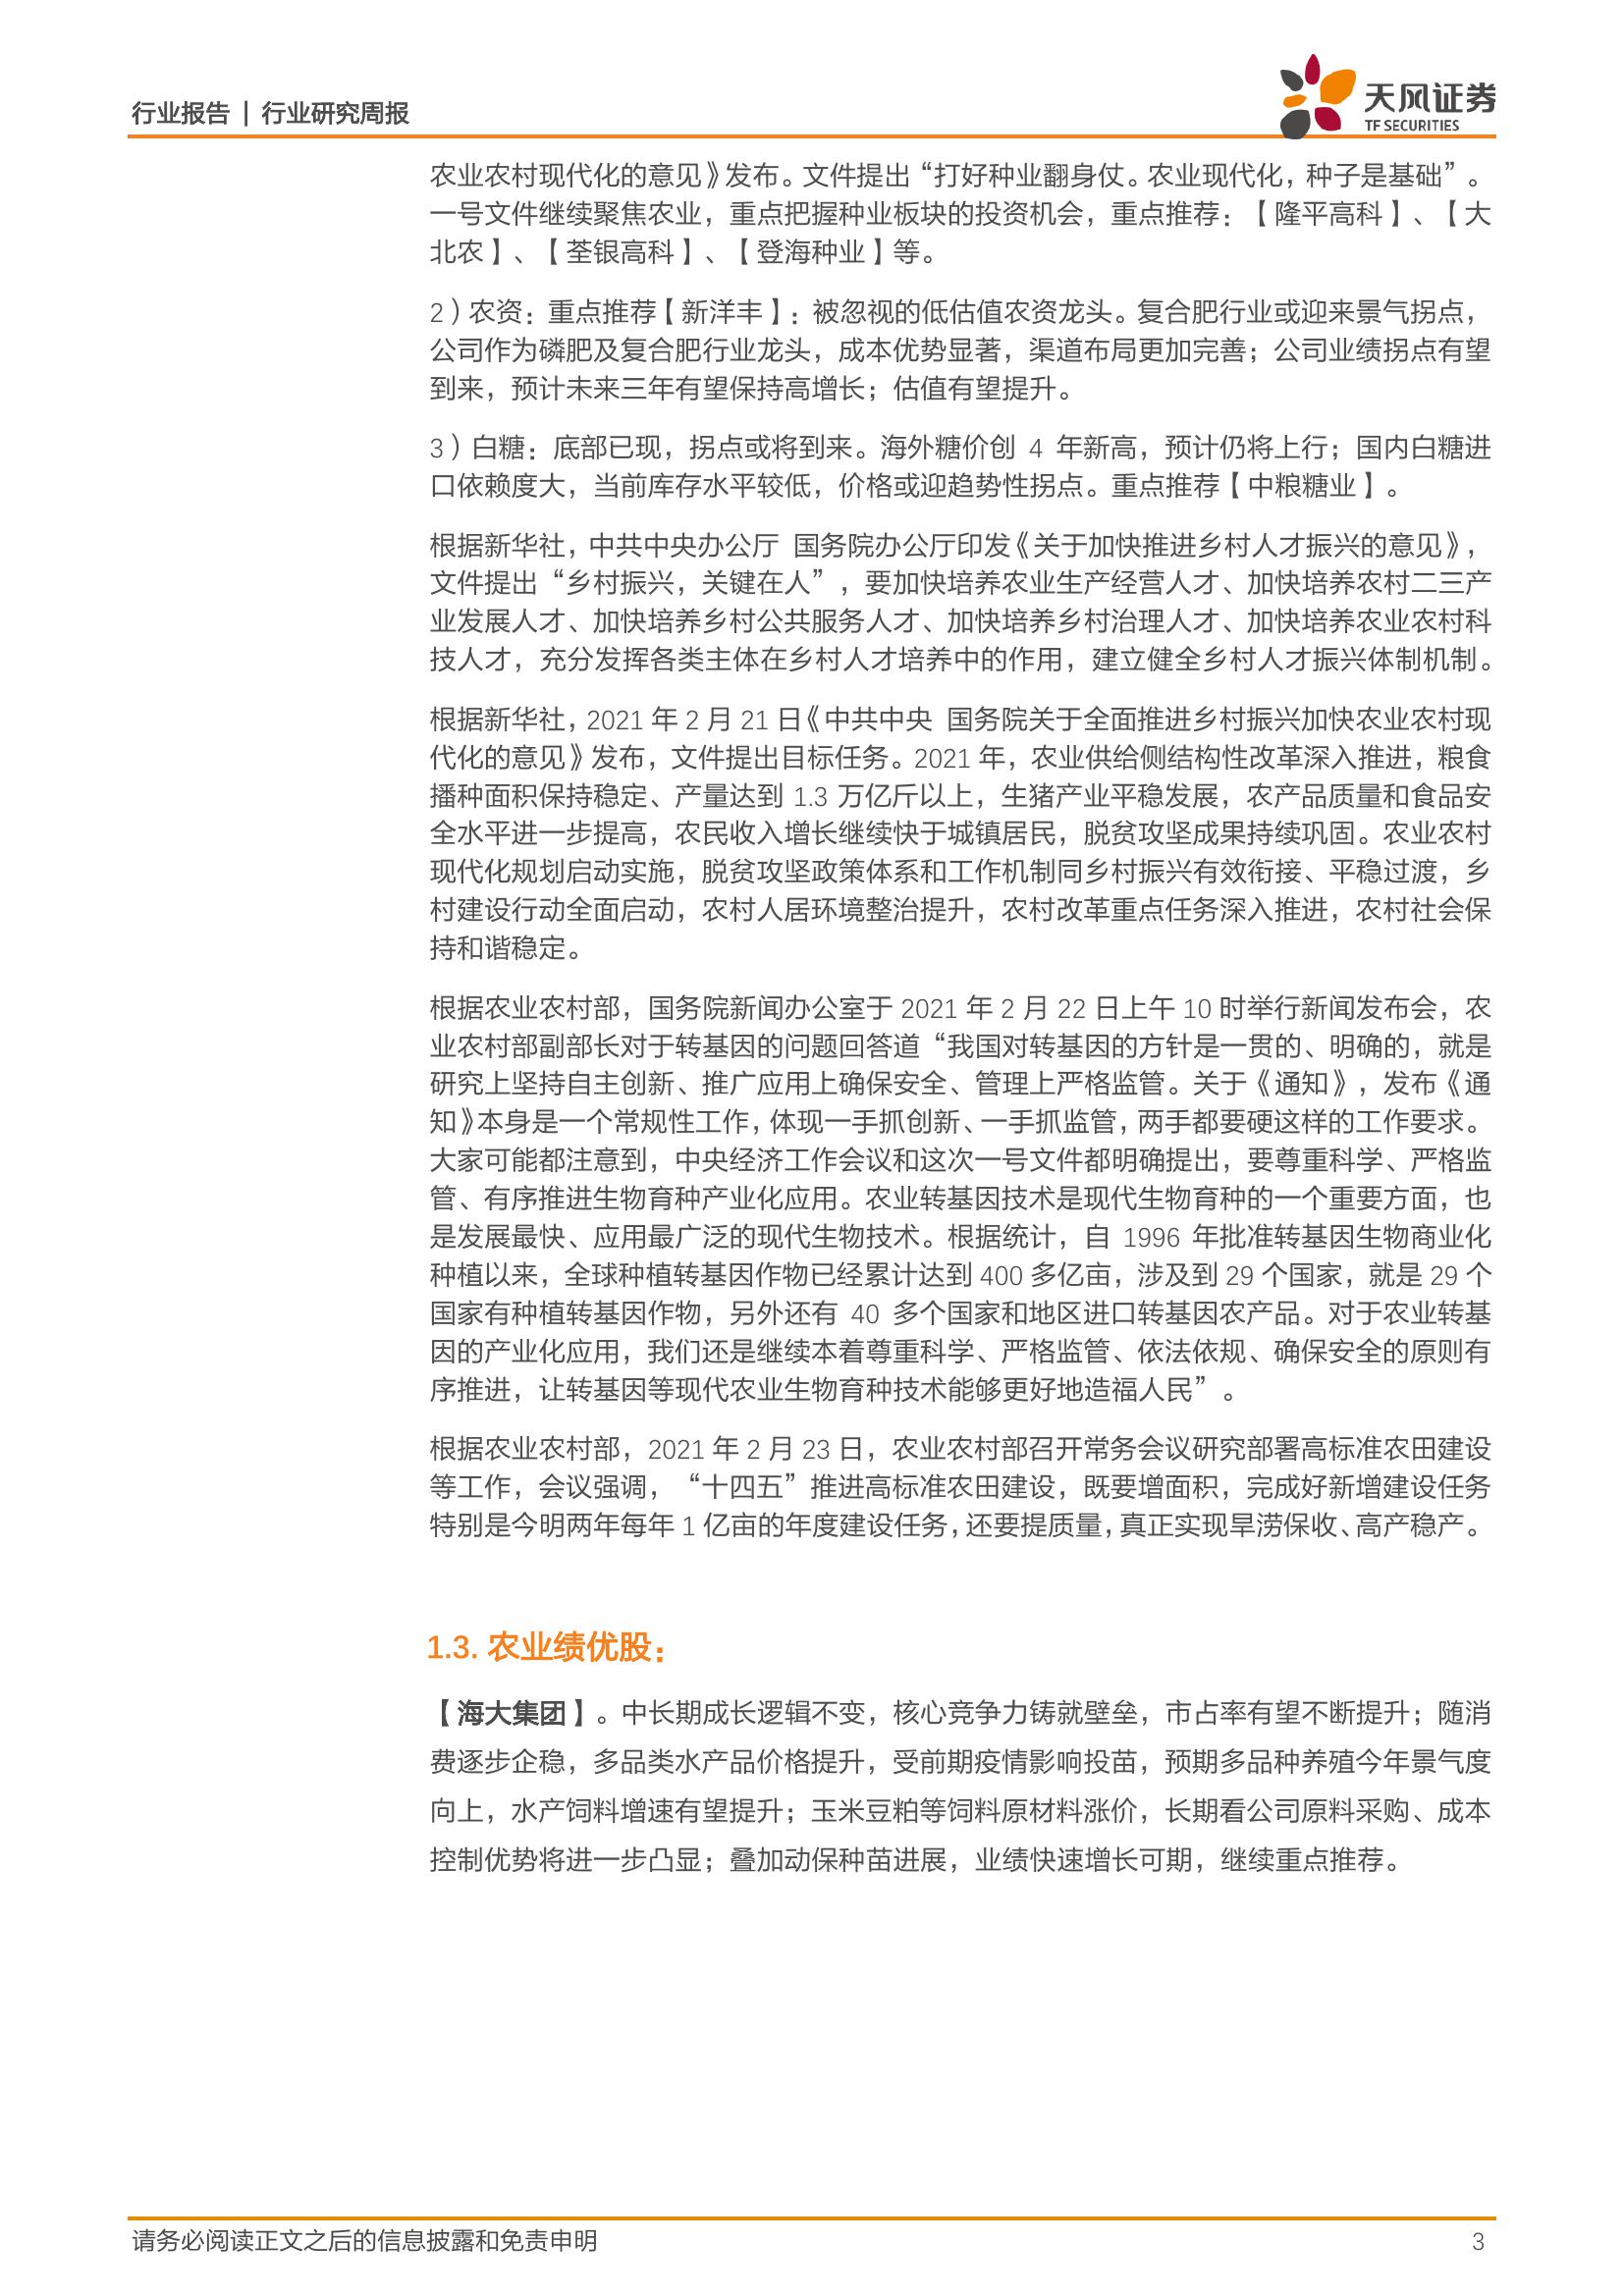 行业报告 | 行业研究周报
天风证券
TF SECURITIES
农业农村现代化的意见》发布。文件提出“打好种业翻身仗。农业现代化，种子是基础”。
一号文件继续聚焦农业，重点把握种业板块的投资机会，重点推荐：【隆平高科】、【大
北农】、【荃银高科】、【登海种业】等。
2）农资：重点推荐【新洋丰】：被忽视的低估值农资龙头。复合肥行业或迎来景气拐点，
公司作为磷肥及复合肥行业龙头，成本优势显著，渠道布局更加完善；公司业绩拐点有望
到来，预计未来三年有望保持高增长；估值有望提升。
3）白糖：底部已现，拐点或将到来。海外糖价创 4 年新高，预计仍将上行；国内白糖进
口依赖度大，当前库存水平较低，价格或迎趋势性拐点。重点推荐【中粮糖业】。
根据新华社，中共中央办公厅 国务院办公厅印发《关于加快推进乡村人才振兴的意见》，
文件提出“乡村振兴，关键在人”，要加快培养农业生产经营人才、加快培养农村二三产
业发展人才、加快培养乡村公共服务人才、加快培养乡村治理人才、加快培养农业农村科
技人才，充分发挥各类主体在乡村人才培养中的作用，建立健全乡村人才振兴体制机制。
根据新华社，2021 年 2 月 21 日《中共中央 国务院关于全面推进乡村振兴加快农业农村现
代化的意见》发布，文件提出目标任务。2021 年，农业供给侧结构性改革深入推进，粮食
播种面积保持稳定、产量达到 1.3 万亿斤以上，生猪产业平稳发展，农产品质量和食品安
全水平进一步提高，农民收入增长继续快于城镇居民，脱贫攻坚成果持续巩固。农业农村
现代化规划启动实施，脱贫攻坚政策体系和工作机制同乡村振兴有效衔接、平稳过渡，乡
村建设行动全面启动，农村人居环境整治提升，农村改革重点任务深入推进，农村社会保
持和谐稳定。
根据农业农村部，国务院新闻办公室于 2021 年 2 月 22 日上午 10 时举行新闻发布会，农
业农村部副部长对于转基因的问题回答道“我国对转基因的方针是一贯的、明确的，就是
研究上坚持自主创新、推广应用上确保安全、管理上严格监管。关于《通知》，发布《通
知》本身是一个常规性工作，体现一手抓创新、一手抓监管，两手都要硬这样的工作要求。
大家可能都注意到，中央经济工作会议和这次一号文件都明确提出，要尊重科学、严格监
管、有序推进生物育种产业化应用。农业转基因技术是现代生物育种的一个重要方面，也
是发展最快、应用最广泛的现代生物技术。根据统计，自 1996 年批准转基因生物商业化
种植以来，全球种植转基因作物已经累计达到 400 多亿亩，涉及到 29 个国家，就是 29 个
国家有种植转基因作物，另外还有 40 多个国家和地区进口转基因农产品。对于农业转基
因的产业化应用，我们还是继续本着尊重科学、严格监管、依法依规、确保安全的原则有
序推进，让转基因等现代农业生物育种技术能够更好地造福人民”。
根据农业农村部，2021 年 2 月 23 日，农业农村部召开常务会议研究部署高标准农田建设
等工作，会议强调，“十四五”推进高标准农田建设，既要增面积，完成好新增建设任务
特别是今明两年每年 1 亿亩的年度建设任务，还要提质量，真正实现旱涝保收、高产稳产。
1.3. 农业绩优股：
【海大集团】。中长期成长逻辑不变，核心竞争力铸就壁垒，市占率有望不断提升；随消
费逐步企稳，多品类水产品价格提升，受前期疫情影响投苗，预期多品种养殖今年景气度
向上，水产饲料增速有望提升；玉米豆粕等饲料原材料涨价，长期看公司原料采购、成本
控制优势将进一步凸显；叠加动保种苗进展，业绩快速增长可期，继续重点推荐。
请务必阅读正文之后的信息披露和免责申明
3